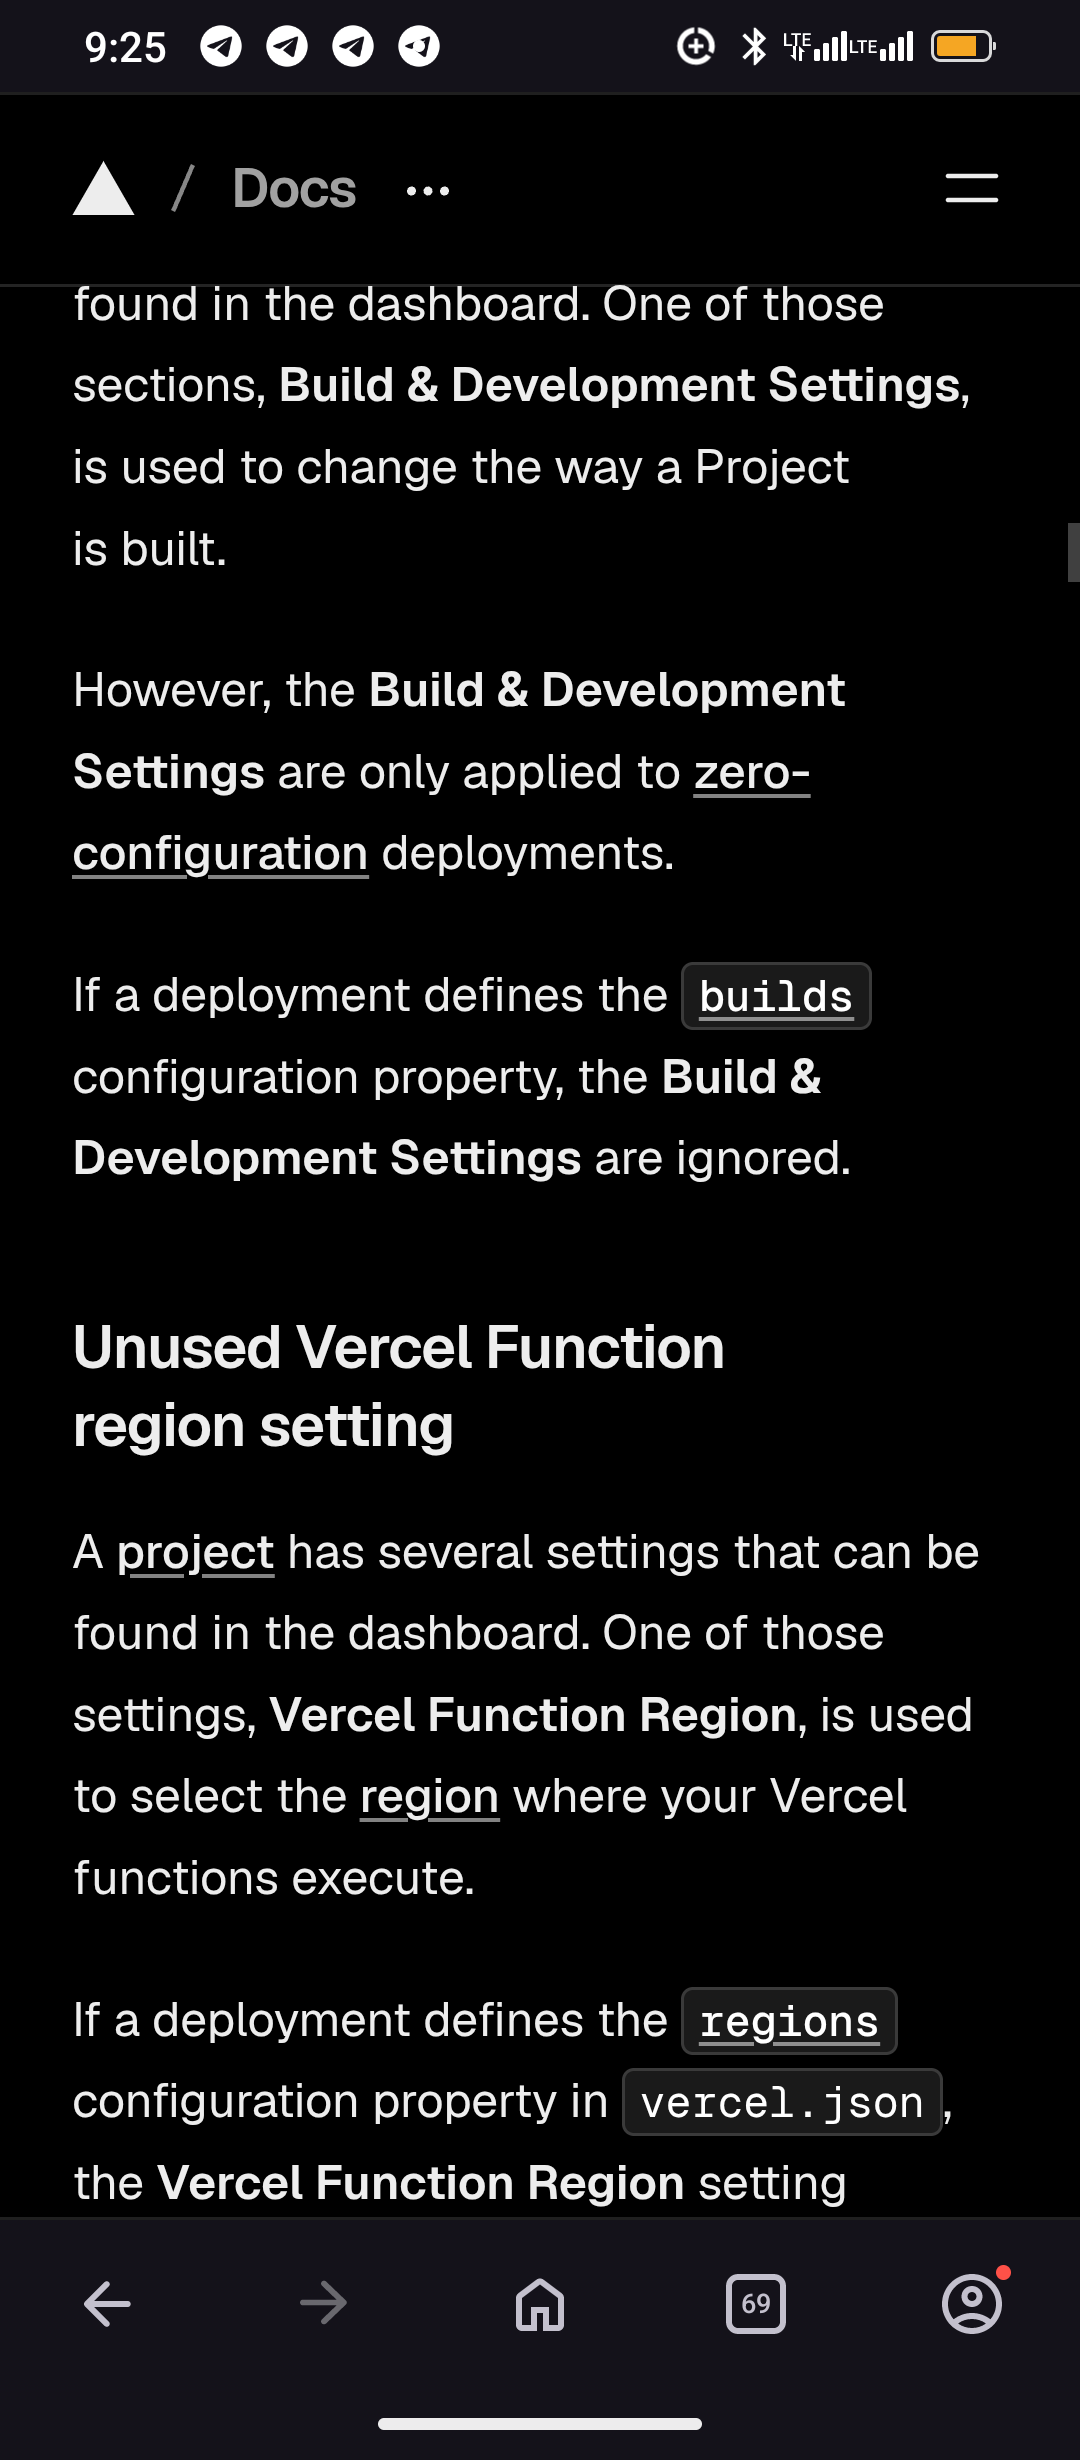 9:25
LTE LTE
/ Docs ...
found in the dashboard. One of those
sections, Build & Development Settings,
is used to change the way a Project
is built.
However, the Build & Development
Settings are only applied to zero-
configuration deployments.
If a deployment defines the builds
configuration property, the Build &
Development Settings are ignored.
Unused Vercel Function
region setting
A project has several settings that can be
found in the dashboard. One of those
settings, Vercel Function Region, is used
to select the region where your Vercel
functions execute.
If a deployment defines the regions
configuration property in vercel.json,
the Vercel Function Region setting
69